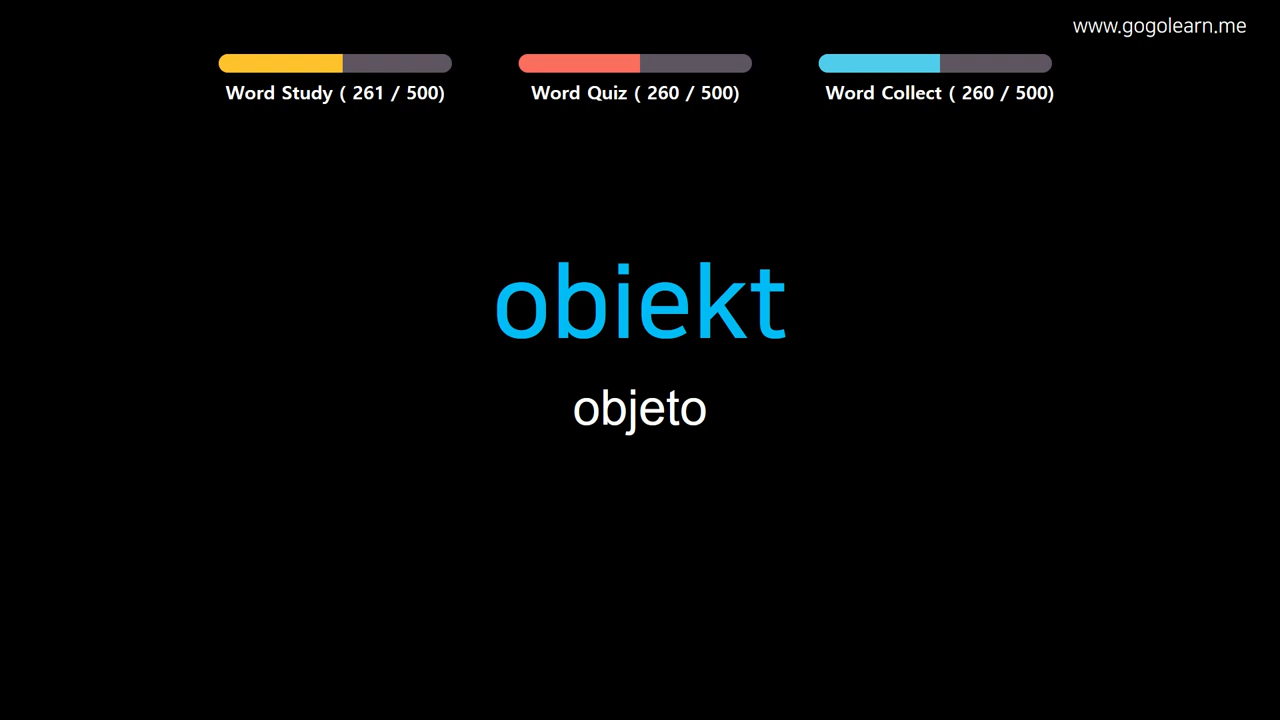 www.gogolearn.me
Word Study ( 261 / 500)
Word Quiz ( 260 / 500)
Word Collect ( 260 / 500)
obiekt
objeto